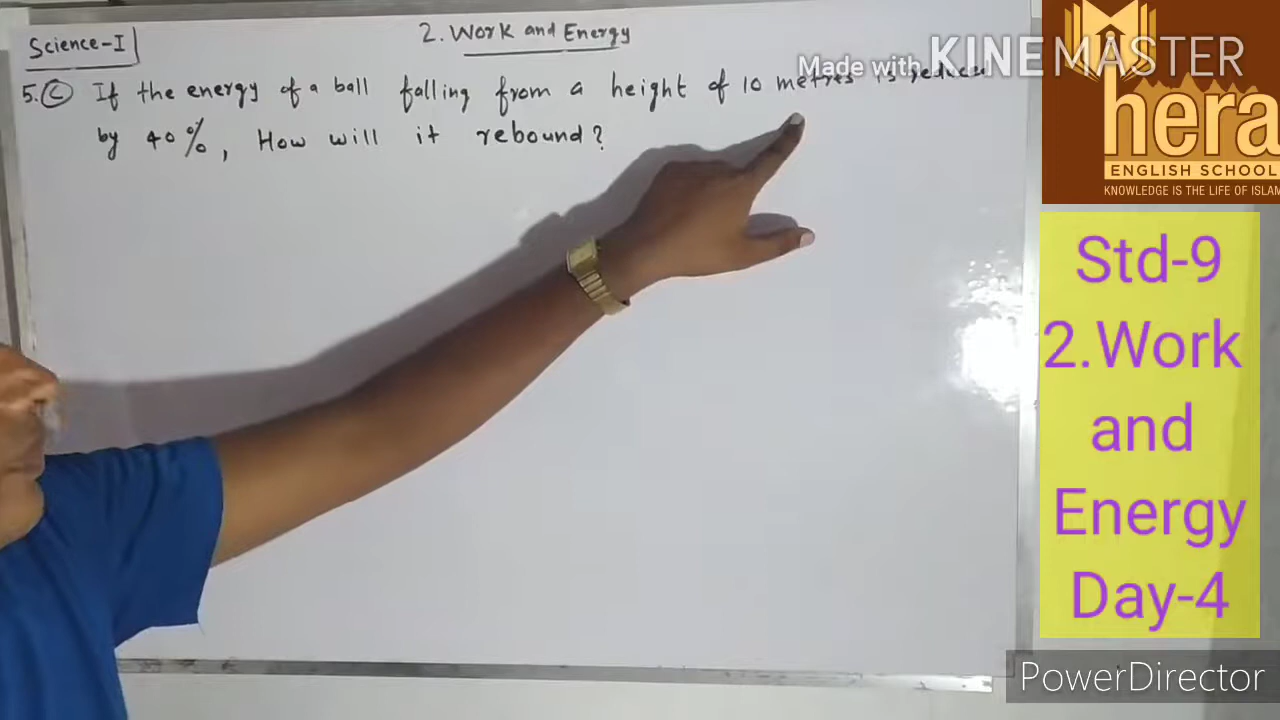 Science-I
2. Work and Energy
5. (C) If the energy of a ball falling from a height of 10 metres is reduced
by 40%, How will it rebound?
Made with KINEMASTER
hera
ENGLISH SCHOOL
KNOWLEDGE IS THE LIFE OF ISLAM
Std-9
2.Work
and
Energy
Day-4
PowerDirector